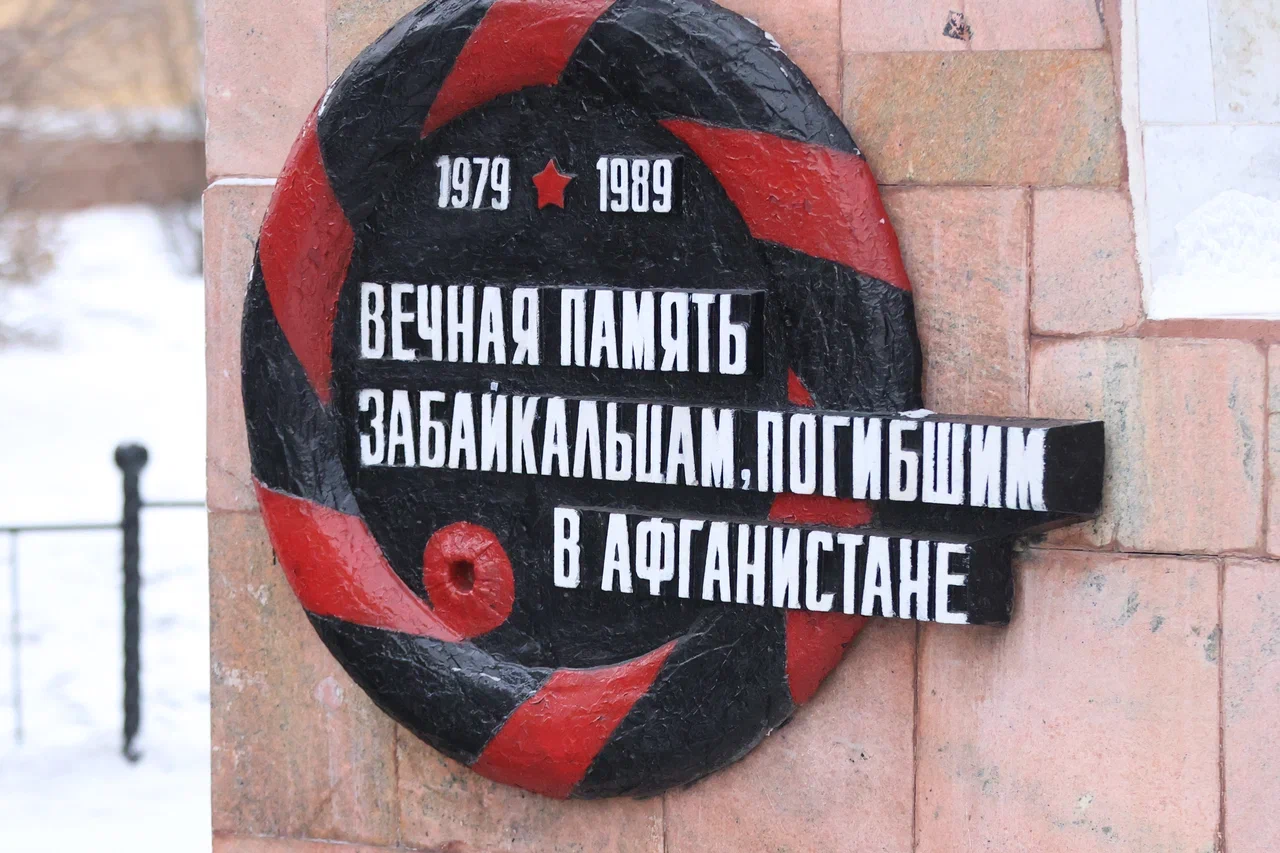 1979 ★ 1989
ВЕЧНАЯ ПАМЯТЬ
ЗАБАЙКАЛЬЦАМ, ПОГИБШИМ
В АФГАНИСТАНЕ